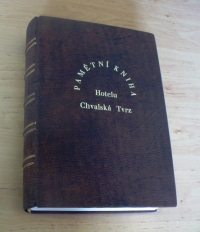 PAMĚTNÍ KNIHA
Hotelu
Chvalská Tvrz